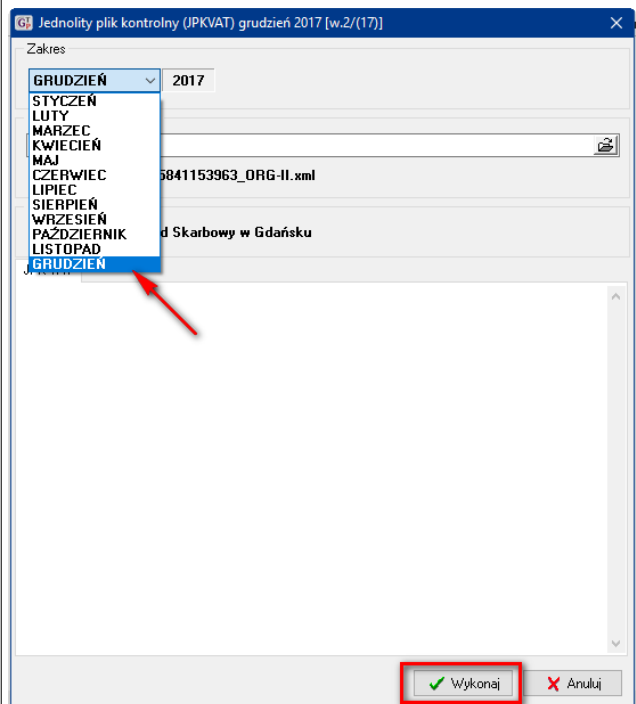 Jednolity plik kontrolny (JPKVAT) grudzień 2017 [w.2/(17)]
Zakres
GRUDZIEŃ 2017
STYCZEŃ
LUTY
MARZEC
KWIECIEŃ
MAJ
CZERWIEC
5841153963_ORG-II.xml
LIPIEC
SIERPIEŃ
WRZESIEŃ
PAŹDZIERNIK
d Skarbowy w Gdańsku
LISTOPAD
GRUDZIEŃ
Wykonaj
Anuluj